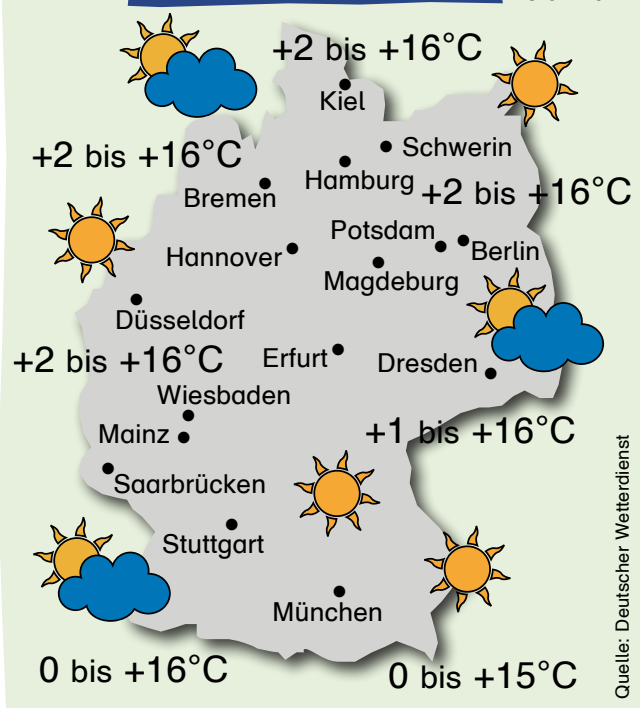 +2 bis +16°C
Kiel
+2 bis +16°C
Schwerin
Hamburg
+2 bis +16°C
Bremen
Potsdam
Hannover
Berlin
Magdeburg
Düsseldorf
+2 bis +16°C
Erfurt
Dresden
Wiesbaden
Mainz
+1 bis +16°C
Saarbrücken
Stuttgart
München
0 bis +16°C
0 bis +15°C
Quelle: Deutscher Wetterdienst